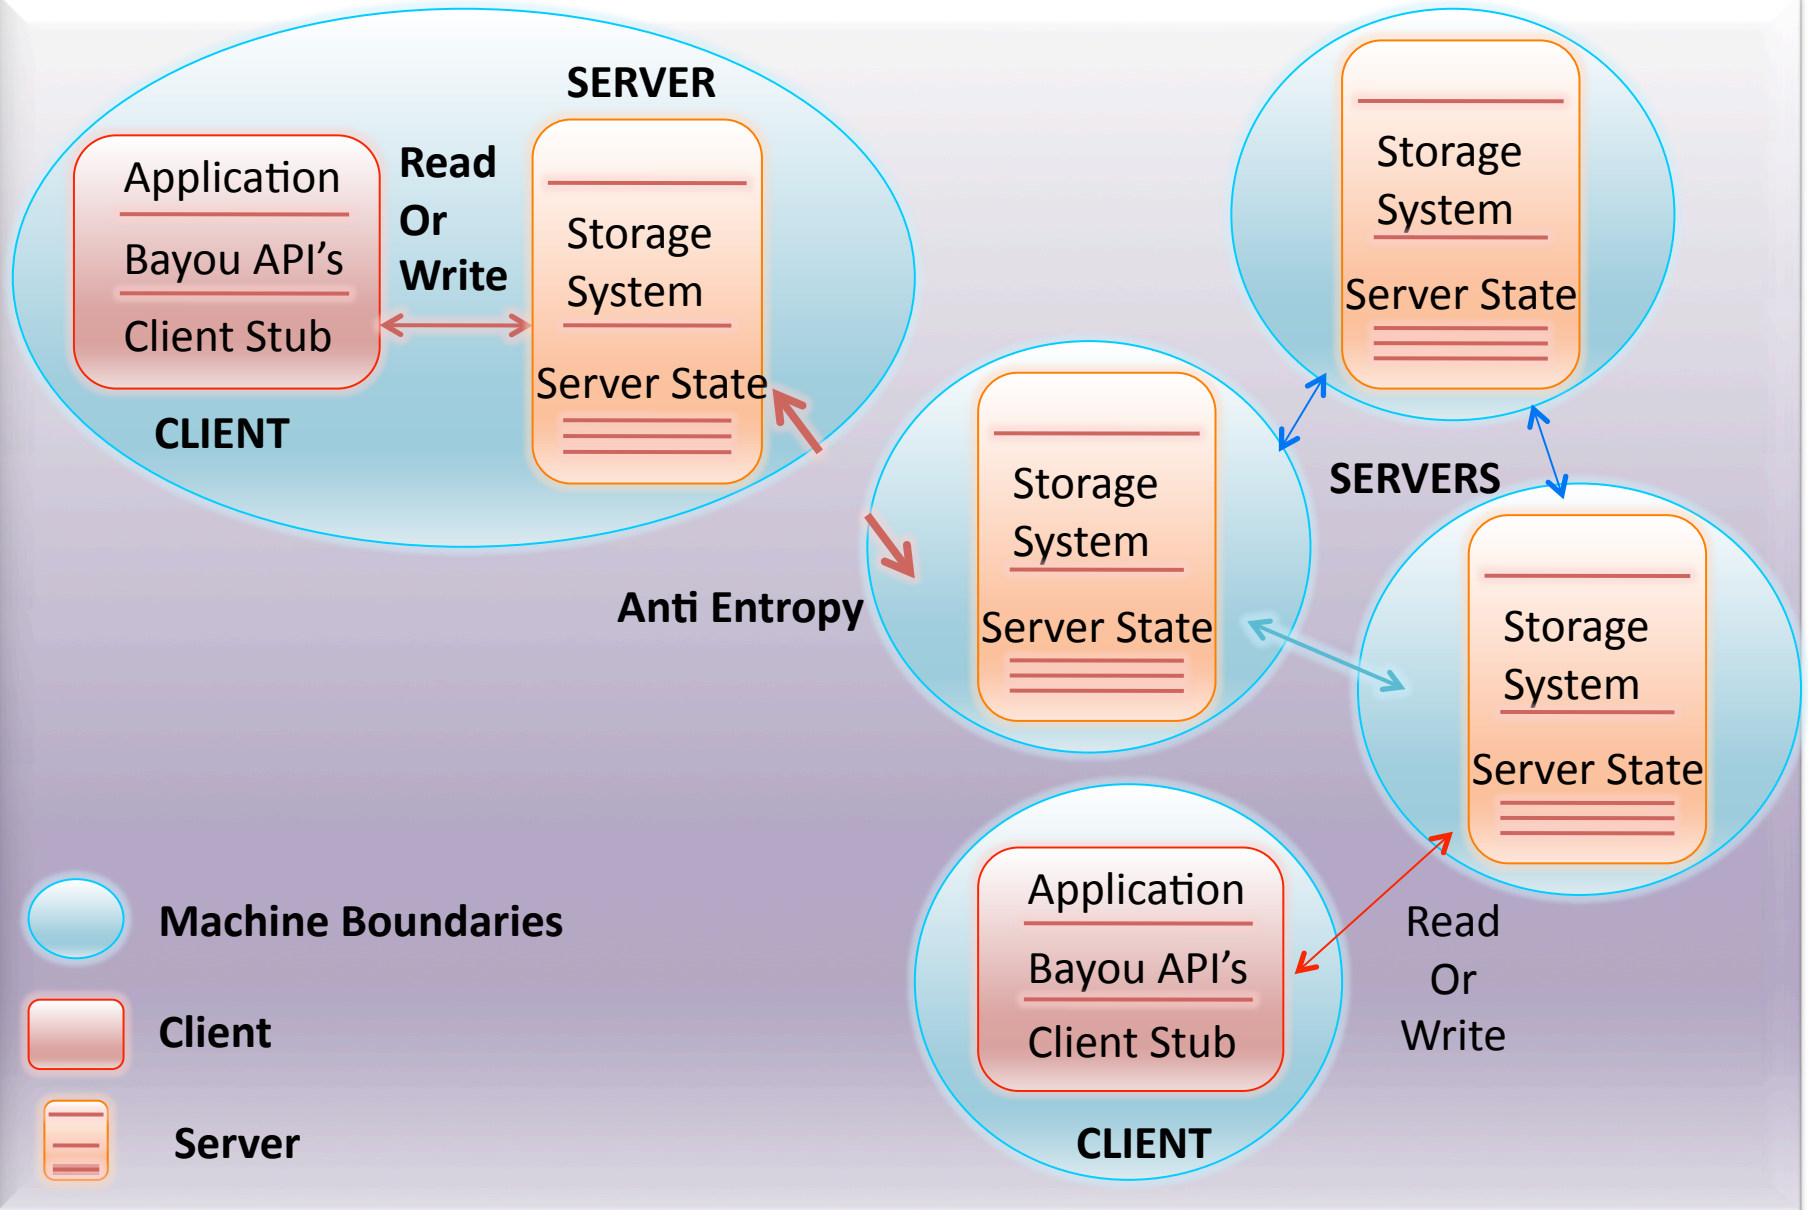 SERVER
Application
Bayou API's
Client Stub
CLIENT
Read
Or
Write
Storage
System
Server State
Storage
System
Server State
Anti Entropy
Storage
System
Server State
SERVERS
Storage
System
Server State
Application
Bayou API's
Client Stub
CLIENT
Read
Or
Write
Machine Boundaries
Client
Server